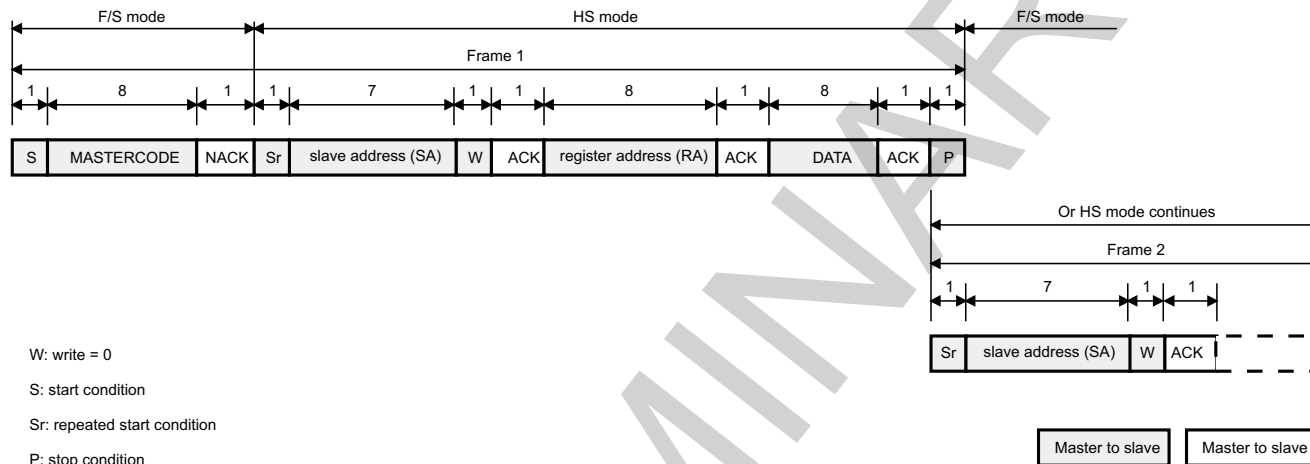 F/S mode HS mode F/S mode
Frame 1
1 8 1 1 7 1 1 8 1 8 1 1
S MASTERCODE NACK Sr slave address (SA) W ACK register address (RA) ACK DATA ACK P
Or HS mode continues
Frame 2
1 7 1 1
Sr slave address (SA) W ACK
W: write = 0
S: start condition
Sr: repeated start condition
P: stop condition
Master to slave Master to slave
MINAR